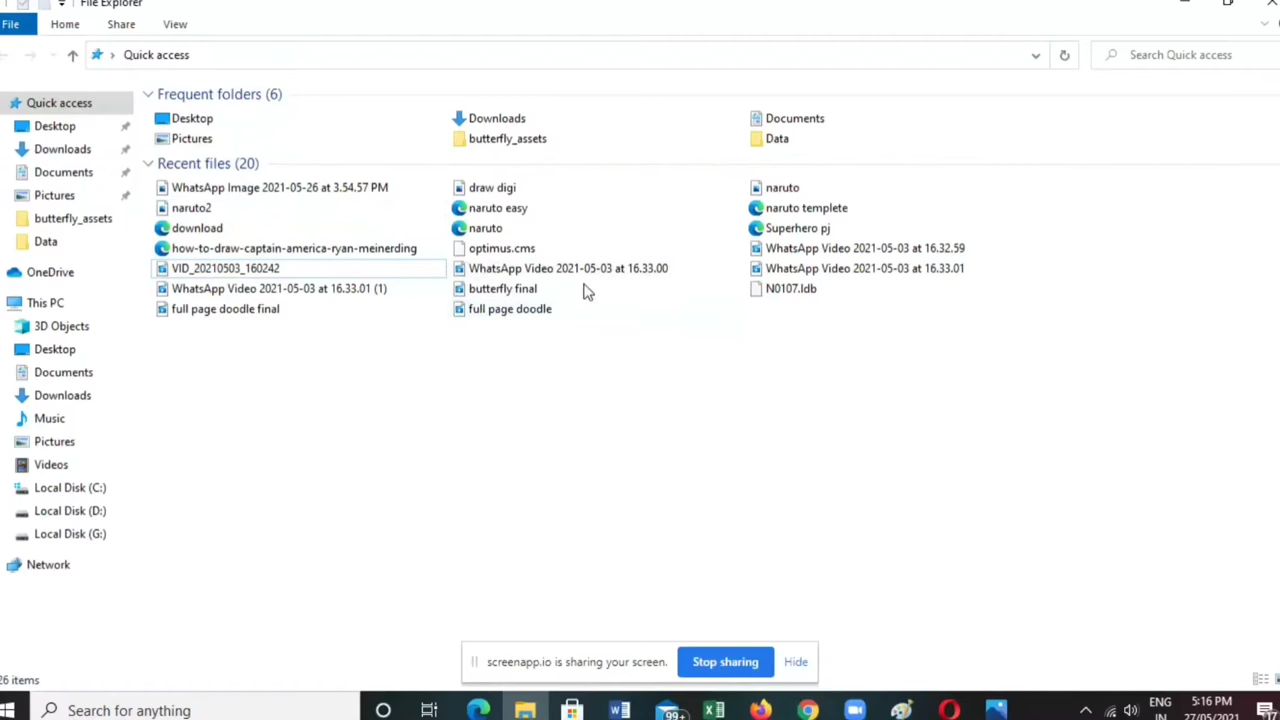 File Explorer
File Home Share View
Quick access Search Quick access
Quick access
Desktop
Downloads
Documents
Pictures
butterfly_assets
Data
OneDrive
This PC
3D Objects
Desktop
Documents
Downloads
Music
Pictures
Videos
Local Disk (C:)
Local Disk (D:)
Local Disk (G:)
Network
Frequent folders (6)
Desktop Downloads Documents
Pictures butterfly_assets Data
Recent files (20)
WhatsApp Image 2021-05-26 at 3.54.57 PM draw digi naruto
naruto2 naruto easy naruto templete
download naruto Superhero pj
how-to-draw-captain-america-ryan-meinerding optimus.cms WhatsApp Video 2021-05-03 at 16.32.59
VID_20210503_160242 WhatsApp Video 2021-05-03 at 16.33.00 WhatsApp Video 2021-05-03 at 16.33.01
WhatsApp Video 2021-05-03 at 16.33.01 (1) butterfly final N0107.ldb
full page doodle final full page doodle
screenapp.io is sharing your screen. Stop sharing Hide
26 items
Search for anything 99+ ENG 5:16 PM
IN 27/05/2021